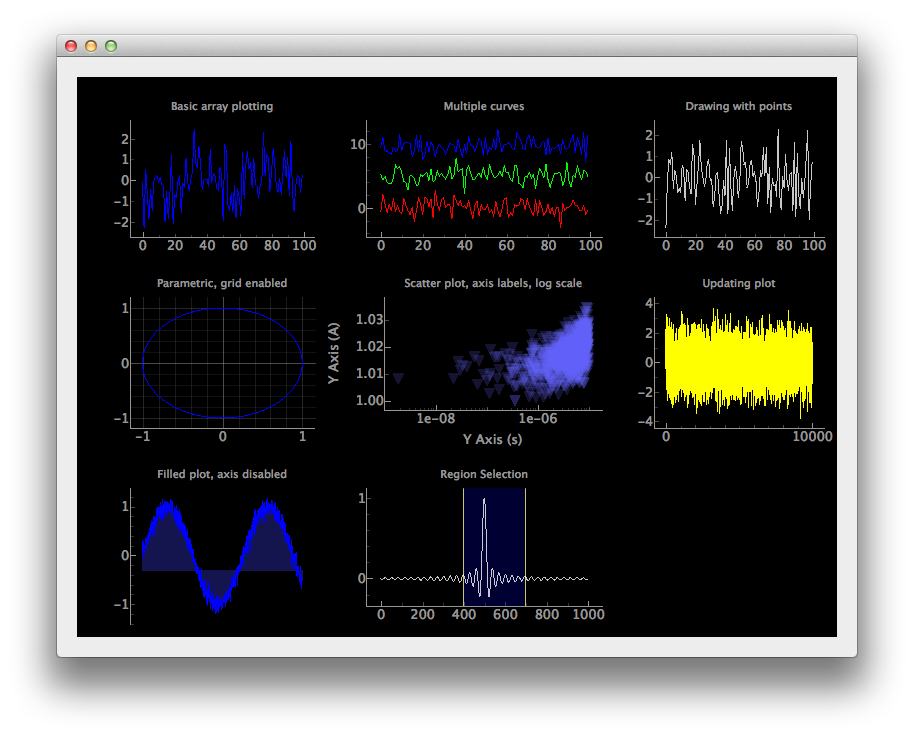 Basic array plotting
2
1
0
−1
−2
0 20 40 60 80 100
Multiple curves
10
0
0 20 40 60 80 100
Drawing with points
2
1
0
−1
−2
0 20 40 60 80 100
Parametric, grid enabled
1
0
−1
−1 0 1
Scatter plot, axis labels, log scale
Y Axis (A)
1.03
1.02
1.01
1.00
1e−08 1e−06
Y Axis (s)
Updating plot
4
2
0
−2
−4
0 10000
Filled plot, axis disabled
1
0
−1
Region Selection
1
0
0 200 400 600 800 1000